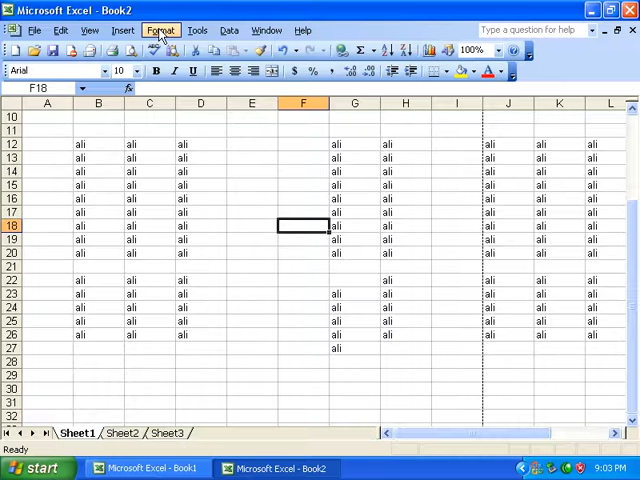 Microsoft Excel - Book2
File Edit View Insert Format Tools Data Window Help Type a question for help
100%
Arial 10 B I U $ % ,
F18 fx
A B C D E F G H I J K L
10
11
12 ali ali ali ali ali ali ali ali
13 ali ali ali ali ali ali ali ali
14 ali ali ali ali ali ali ali ali
15 ali ali ali ali ali ali ali ali
16 ali ali ali ali ali ali ali ali
17 ali ali ali ali ali ali ali ali
18 ali ali ali ali ali ali ali ali
19 ali ali ali ali ali ali ali ali
20 ali ali ali ali ali ali ali ali
21
22 ali ali ali ali ali ali ali
23 ali ali ali ali ali ali ali ali
24 ali ali ali ali ali ali ali ali
25 ali ali ali ali ali ali ali ali
26 ali ali ali ali ali ali ali ali
27 ali
28
29
30
31
32
Sheet1 Sheet2 Sheet3
Ready
start Microsoft Excel - Book1 Microsoft Excel - Book2 9:03 PM